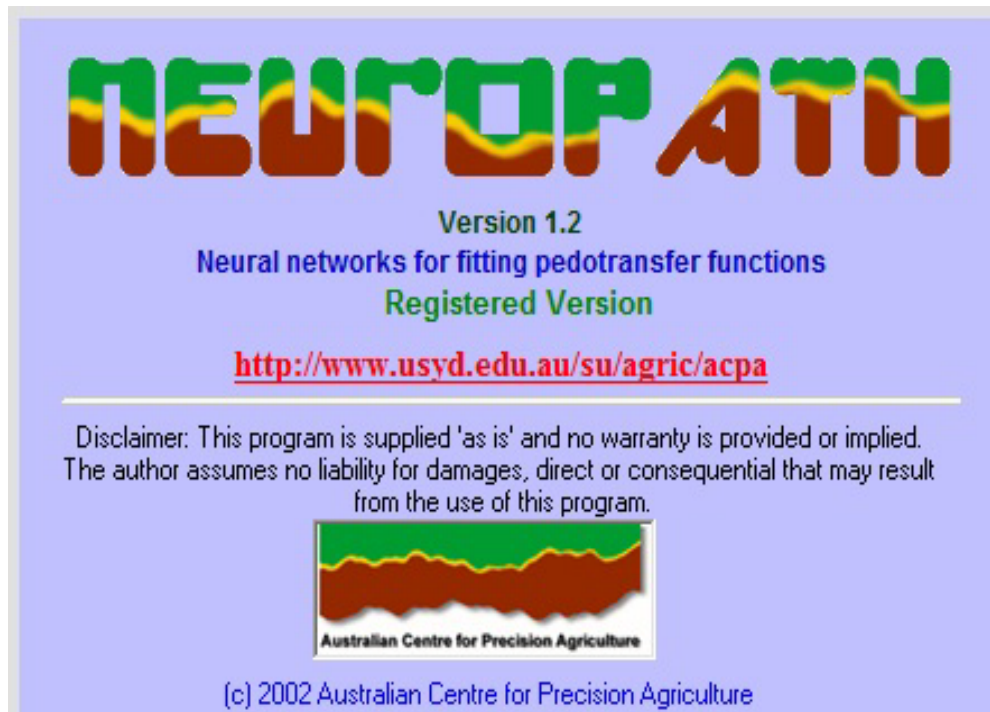 NEUROPATH
Version 1.2
Neural networks for fitting pedotransfer functions
Registered Version
http://www.usyd.edu.au/su/agric/acpa
Disclaimer: This program is supplied 'as is' and no warranty is provided or implied.
The author assumes no liability for damages, direct or consequential that may result
from the use of this program.
Australian Centre for Precision Agriculture
(c) 2002 Australian Centre for Precision Agriculture